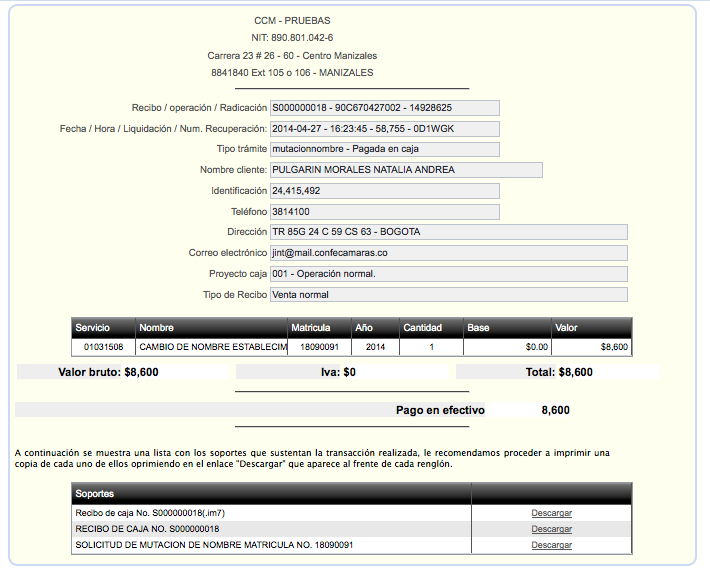 CCM - PRUEBAS
NIT: 890.801.042-6
Carrera 23 # 26 - 60 - Centro Manizales
8841840 Ext 105 o 106 - MANIZALES
Recibo / operación / Radicación S000000018 - 90C670427002 - 14928625
Fecha / Hora / Liquidación / Num. Recuperación: 2014-04-27 - 16:23:45 - 58,755 - 0D1WGK
Tipo trámite mutacionnombre - Pagada en caja
Nombre cliente: PULGARIN MORALES NATALIA ANDREA
Identificación 24,415,492
Teléfono 3814100
Dirección TR 85G 24 C 59 CS 63 - BOGOTA
Correo electrónico jint@mail.confecamaras.co
Proyecto caja 001 - Operación normal.
Tipo de Recibo Venta normal
Servicio Nombre Matricula Año Cantidad Base Valor
01031508 CAMBIO DE NOMBRE ESTABLECIM 18090091 2014 1 $0.00 $8,600
Valor bruto: $8,600 Iva: $0 Total: $8,600
Pago en efectivo 8,600
A continuación se muestra una lista con los soportes que sustentan la transacción realizada, le recomendamos proceder a imprimir una
copia de cada uno de ellos oprimiendo en el enlace "Descargar" que aparece al frente de cada renglón.
Soportes
Recibo de caja No. S000000018(.im7) Descargar
RECIBO DE CAJA NO. S000000018 Descargar
SOLICITUD DE MUTACION DE NOMBRE MATRICULA NO. 18090091 Descargar